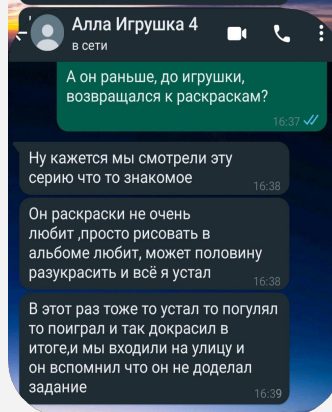 Алла Игрушка 4
в сети
А он раньше, до игрушки,
возвращался к раскраскам?
16:37
Ну кажется мы смотрели эту
серию что то знакомое
16:38
Он раскраски не очень
любит ,просто рисовать в
альбоме любит, может половину
разукрасить и всё я устал
16:38
В этот раз тоже то устал то погулял
то поиграл и так докрасил в
итоге,и мы входили на улицу и
он вспомнил что он не доделал
задание
16:39